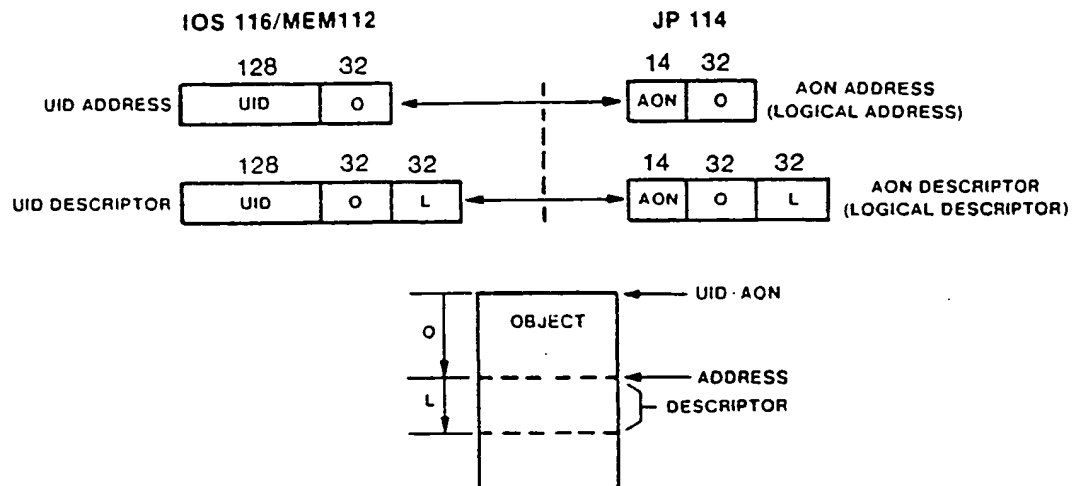 IOS 116/MEM112
JP 114
128 32
14 32
UID ADDRESS UID O
AON O AON ADDRESS
(LOGICAL ADDRESS)
128 32 32
14 32 32
UID DESCRIPTOR UID O L
AON O L AON DESCRIPTOR
(LOGICAL DESCRIPTOR)
UID·AON
OBJECT
O
ADDRESS
L
DESCRIPTOR